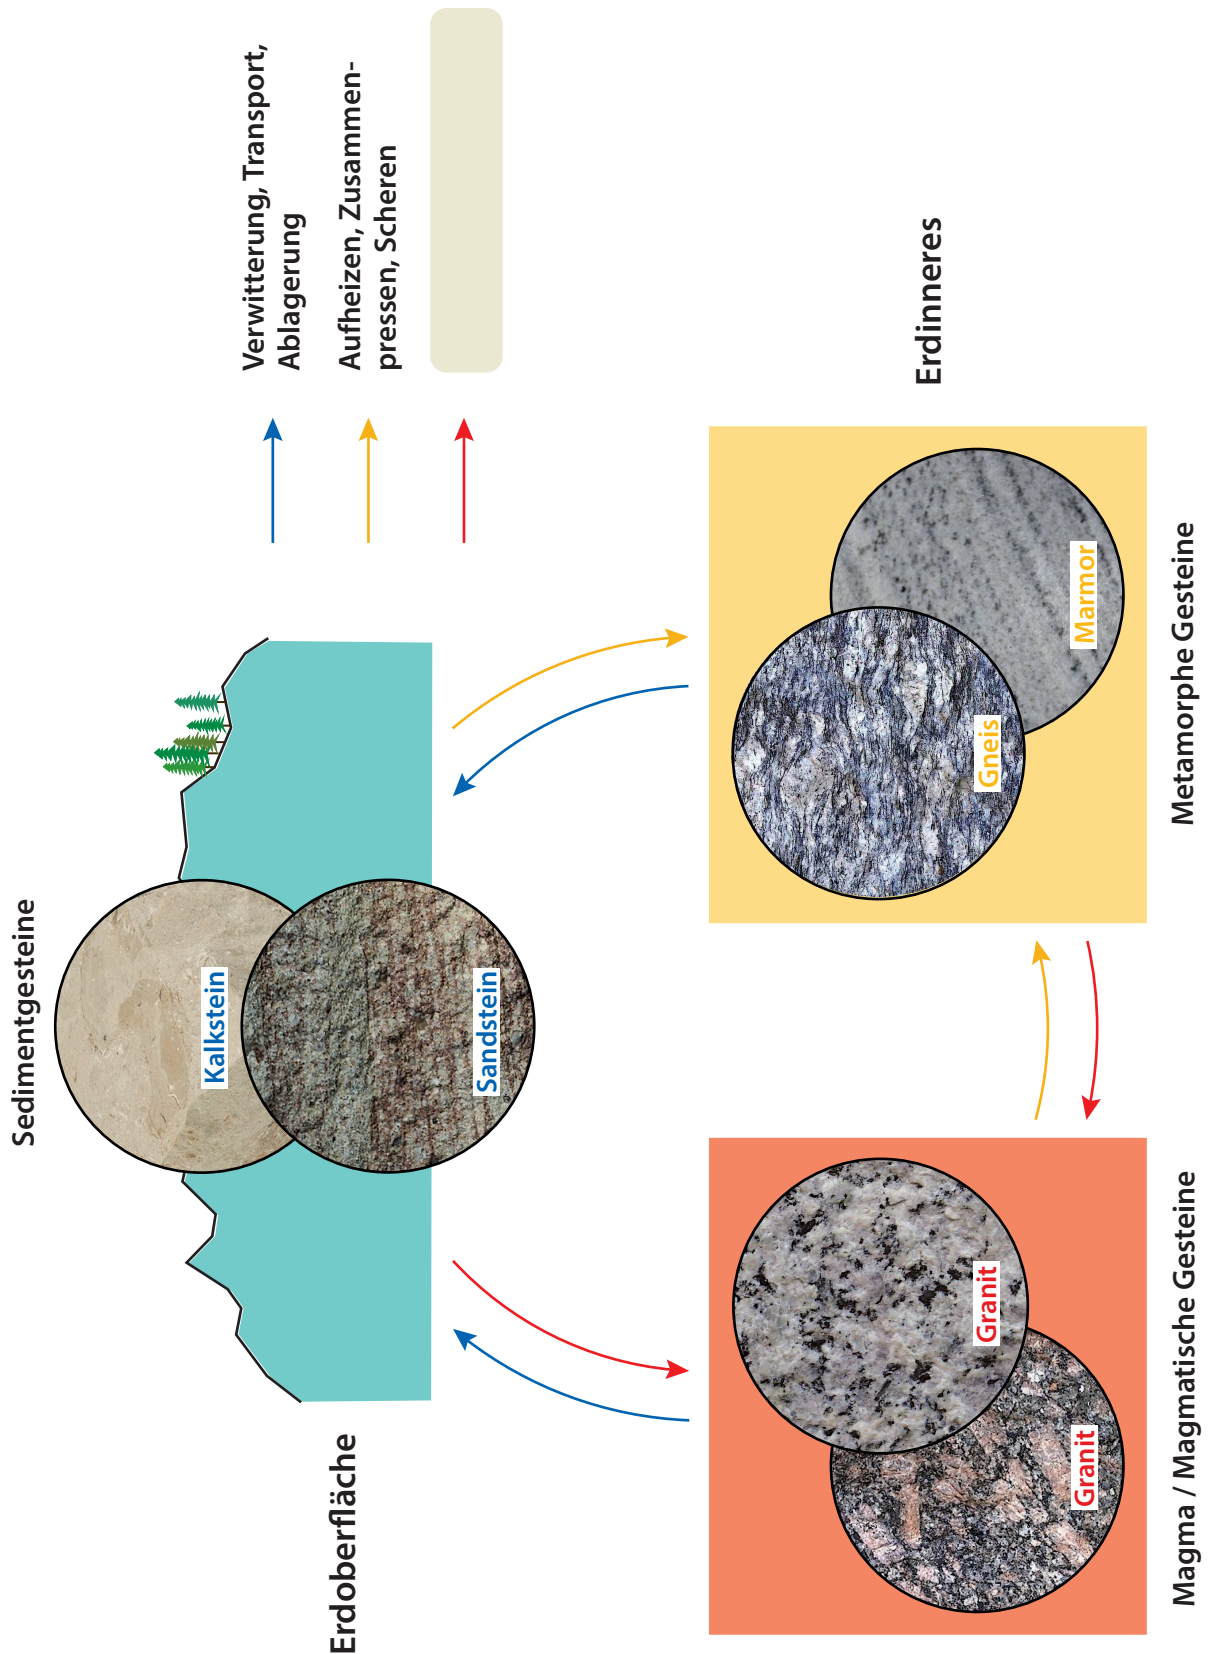 Sedimentgesteine
Kalkstein
Sandstein
Erdoberfläche
Verwitterung, Transport,
Ablagerung
Aufheizen, Zusammen-
pressen, Scheren
Erdinneres
Granit
Granit
Magma / Magmatische Gesteine
Gneis
Marmor
Metamorphe Gesteine